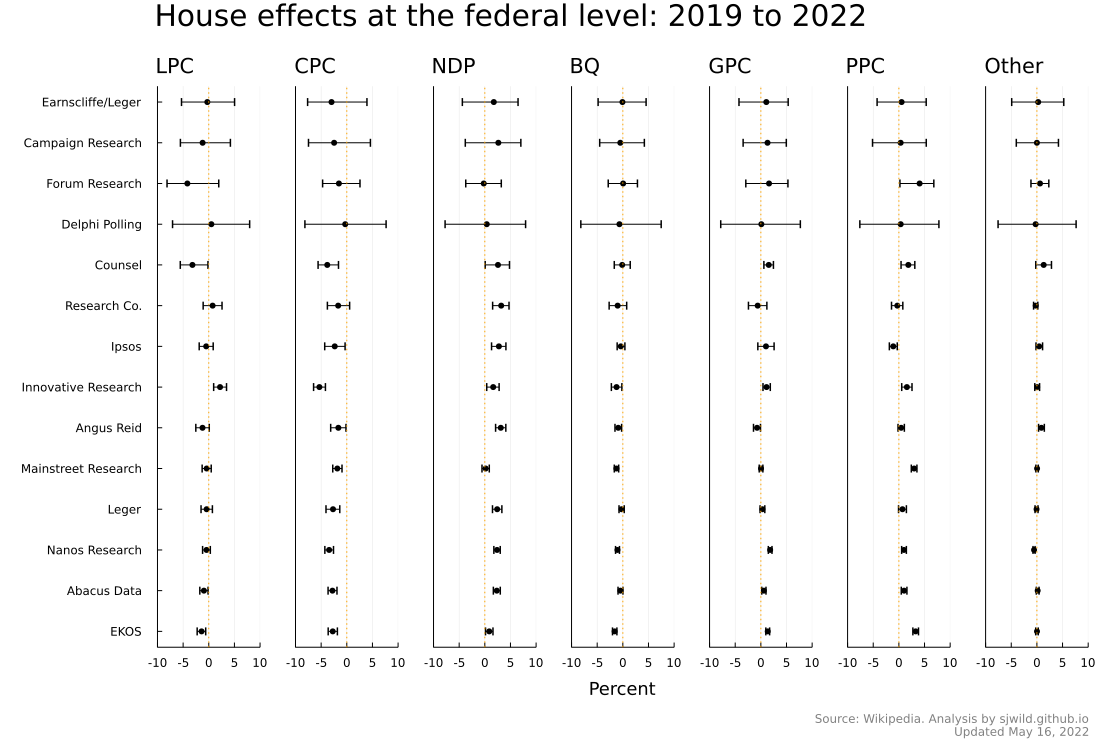 House effects at the federal level: 2019 to 2022
LPC CPC NDP BQ GPC PPC Other
Earnscliffe/Leger
Campaign Research
Forum Research
Delphi Polling
Counsel
Research Co.
Ipsos
Innovative Research
Angus Reid
Mainstreet Research
Leger
Nanos Research
Abacus Data
EKOS
-10 -5 0 5 10 -10 -5 0 5 10 -10 -5 0 5 10 -10 -5 0 5 10 -10 -5 0 5 10 -10 -5 0 5 10 -10 -5 0 5 10
Percent
Source: Wikipedia. Analysis by sjwild.github.io
Updated May 16, 2022